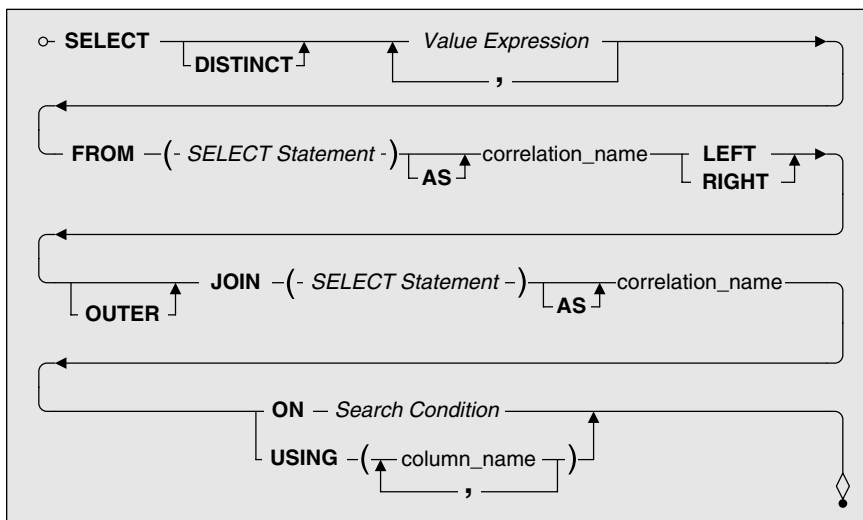 SELECT Value Expression
DISTINCT ,
FROM ( SELECT Statement ) correlation_name LEFT
AS RIGHT
JOIN ( SELECT Statement ) correlation_name
OUTER AS
ON Search Condition
USING ( column_name )
,